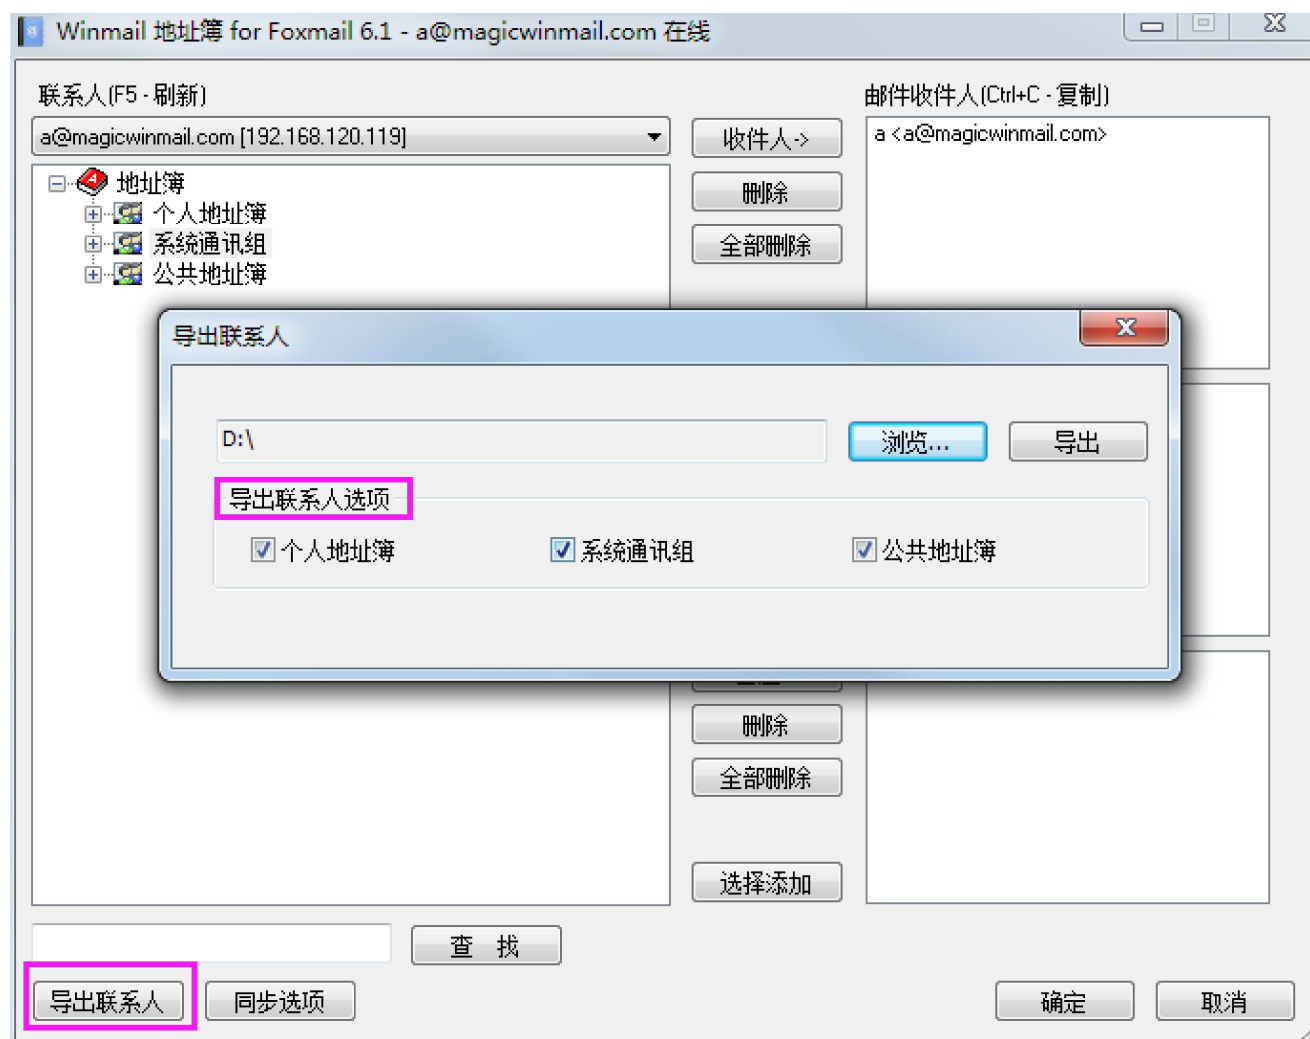 Winmail 地址簿 for Foxmail 6.1 - a@magicwinmail.com 在线
联系人(F5 - 刷新)
邮件收件人(Ctrl+C - 复制)
a@magicwinmail.com [192.168.120.119]
收件人->
a <a@magicwinmail.com>
地址簿
删除
个人地址簿
系统通讯组
全部删除
公共地址簿
导出联系人
D:\
浏览...
导出
导出联系人选项
个人地址簿
系统通讯组
公共地址簿
删除
全部删除
选择添加
查 找
导出联系人
同步选项
确定
取消